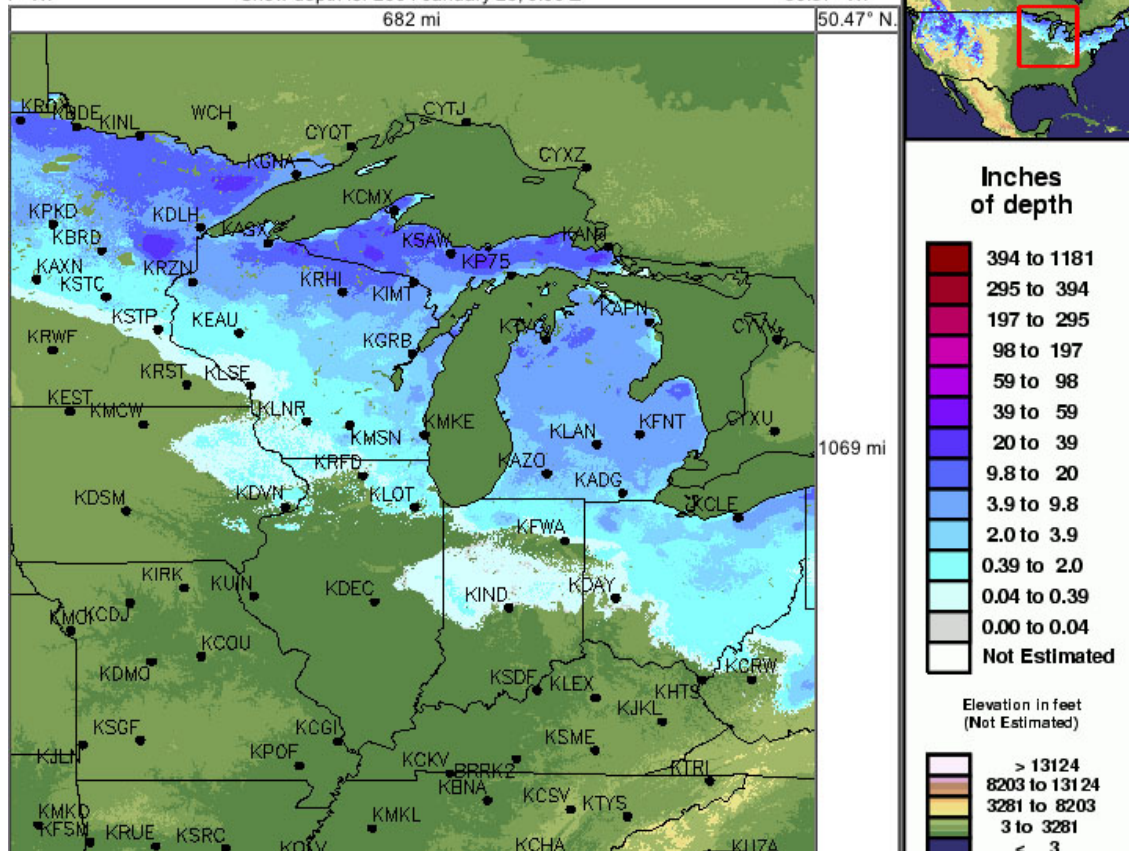 682 mi
50.47° N.
WCH
CYTJ
KINL
CYQT
CYXZ
KGNA
KCMX
KPKD
KDLH
KBRD
KASX
KSAW
KANJ
KP75
KAXN
KSTC
KRZN
KRHI
KIMT
KSTP
KEAU
KAPN
KRWF
KGRB
KTVC
KRST
KLSE
KEST
KMCW
KLNR
KMSN
KMKE
KLAN
KFNT
CYXU
1069 mi
KRFD
KAZO
KADG
KDSM
KDVN
KLOT
KCLE
KFWA
KIRK
KUIN
KDEC
KIND
KDAY
KCDJ
KCOU
KDMO
KSDF
KLEX
KHTS
KCRW
KJKL
KSGF
KCGI
KJLN
KPOF
KSME
KCKV
BRRK2
KTRI
KBNA
KCSV
KTYS
KMKO
KFSM
KRUE
KSRC
KMKL
KCHA
Inches
of depth
394 to 1181
295 to 394
197 to 295
98 to 197
59 to 98
39 to 59
20 to 39
9.8 to 20
3.9 to 9.8
2.0 to 3.9
0.39 to 2.0
0.04 to 0.39
0.00 to 0.04
Not Estimated
Elevation in feet
(Not Estimated)
> 13124
8203 to 13124
3281 to 8203
3 to 3281
< 3